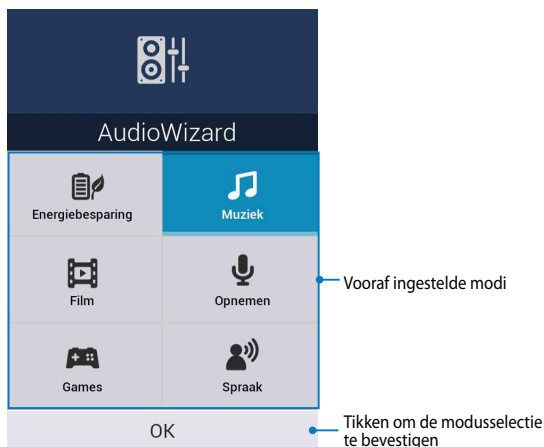 AudioWizard
Energiebesparing
Muziek
Film
Opnemen
Vooraf ingestelde modi
Games
Spraak
OK
Tikken om de modusselectie
te bevestigen